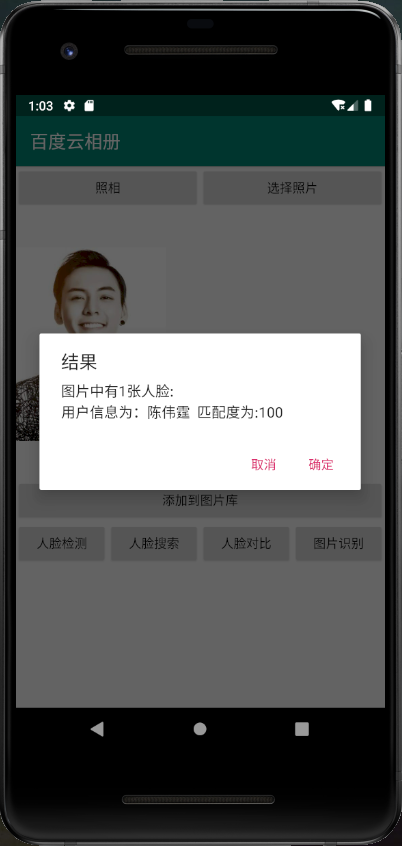 1:03
百度云相册
照相
选择照片
结果
图片中有1张人脸:
用户信息为：陈伟霆 匹配度为:100
取消
确定
添加到图片库
人脸检测
人脸搜索
人脸对比
图片识别